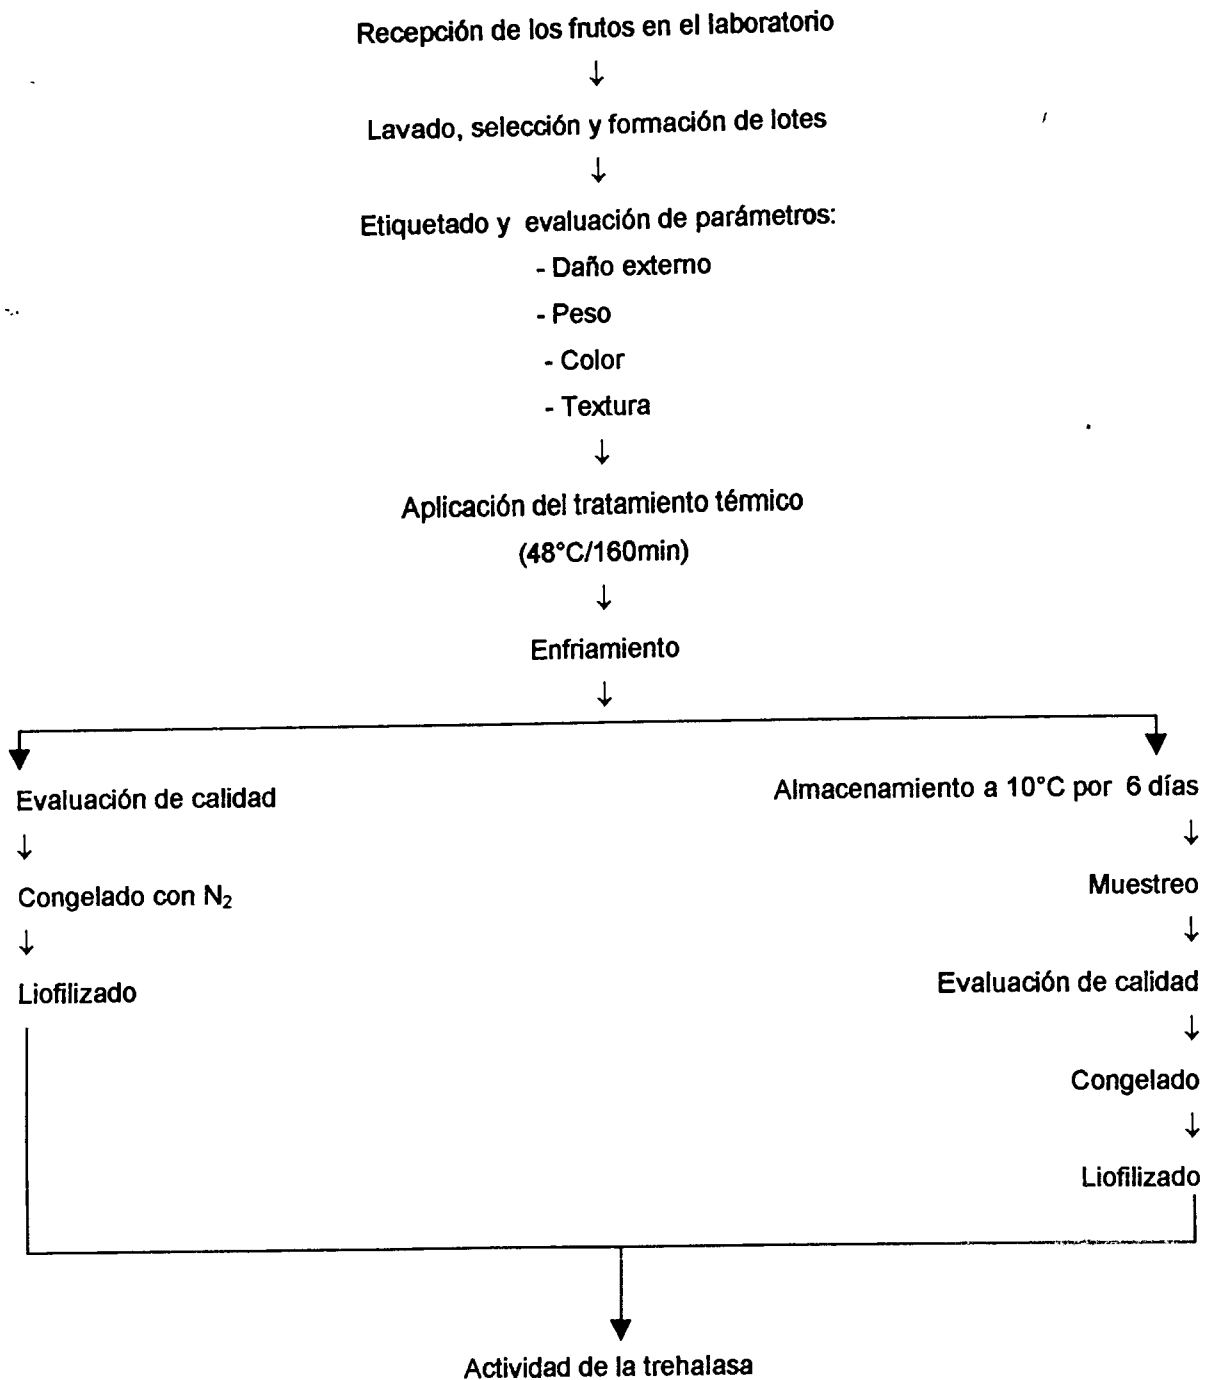 Recepción de los frutos en el laboratorio
↓
Lavado, selección y formación de lotes
↓
Etiquetado y evaluación de parámetros:
- Daño externo
- Peso
- Color
- Textura
↓
Aplicación del tratamiento térmico
(48°C/160min)
↓
Enfriamiento
↓
Evaluación de calidad
↓
Congelado con N₂
↓
Liofilizado
Almacenamiento a 10°C por 6 días
↓
Muestreo
↓
Evaluación de calidad
↓
Congelado
↓
Liofilizado
Actividad de la trehalasa